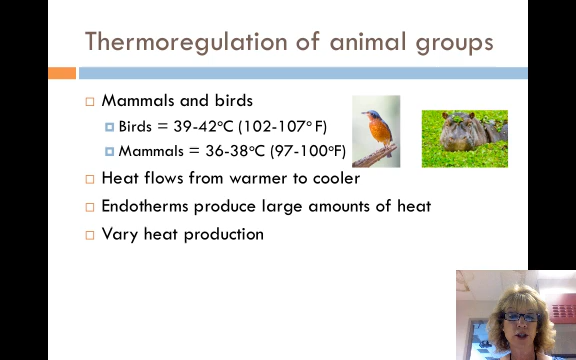 Thermoregulation of animal groups
Mammals and birds
Birds = 39-42°C (102-107°F)
Mammals = 36-38°C (97-100°F)
Heat flows from warmer to cooler
Endotherms produce large amounts of heat
Vary heat production